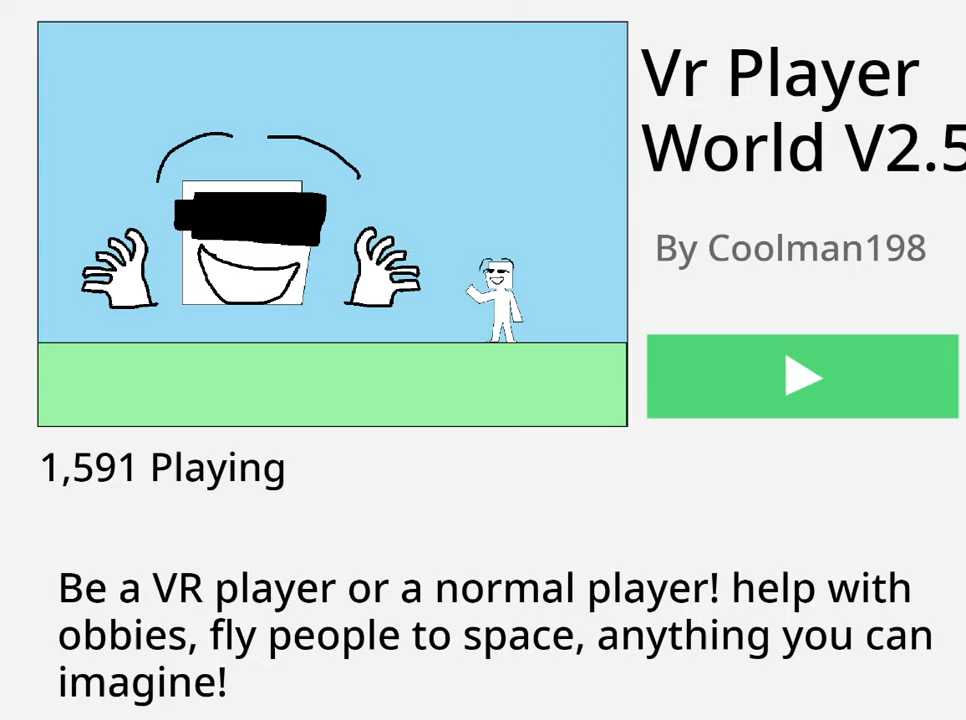 Vr Player
World V2.5
By Coolman198
1,591 Playing
Be a VR player or a normal player! help with
obbies, fly people to space, anything you can
imagine!